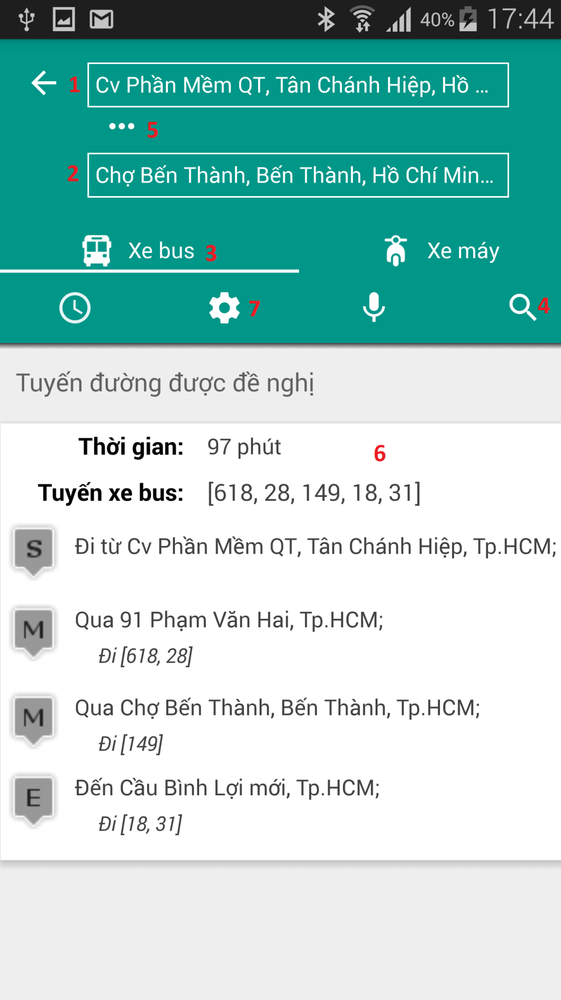 40% 17:44
1 Cv Phần Mềm QT, Tân Chánh Hiệp, Hồ ...
••• 5
2 Chợ Bến Thành, Bến Thành, Hồ Chí Min...
Xe bus 3 Xe máy
7 4
Tuyến đường được đề nghị
Thời gian: 97 phút 6
Tuyến xe bus: [618, 28, 149, 18, 31]
S Đi từ Cv Phần Mềm QT, Tân Chánh Hiệp, Tp.HCM;
M Qua 91 Phạm Văn Hai, Tp.HCM;
Đi [618, 28]
M Qua Chợ Bến Thành, Bến Thành, Tp.HCM;
Đi [149]
E Đến Cầu Bình Lợi mới, Tp.HCM;
Đi [18, 31]